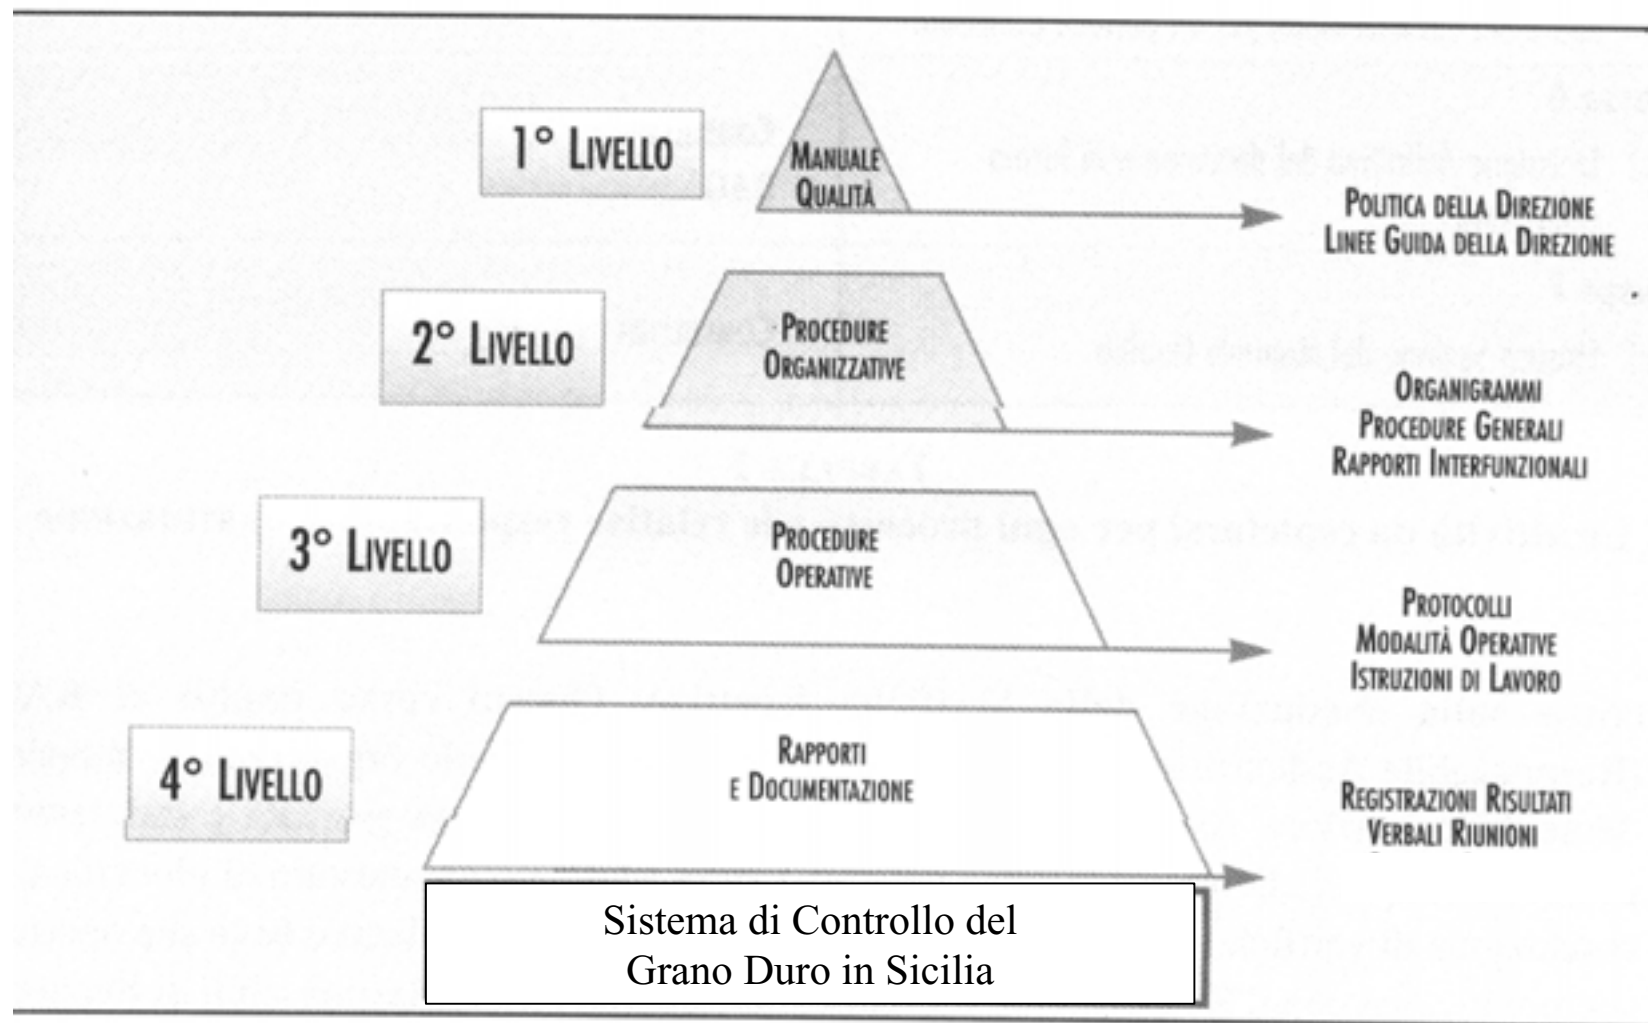 1° LIVELLO
MANUALE
QUALITÀ
POLITICA DELLA DIREZIONE
LINEE GUIDA DELLA DIREZIONE
2° LIVELLO
PROCEDURE
ORGANIZZATIVE
ORGANIGRAMMI
PROCEDURE GENERALI
RAPPORTI INTERFUNZIONALI
3° LIVELLO
PROCEDURE
OPERATIVE
PROTOCOLLI
MODALITÀ OPERATIVE
ISTRUZIONI DI LAVORO
4° LIVELLO
RAPPORTI
E DOCUMENTAZIONE
REGISTRAZIONI RISULTATI
VERBALI RIUNIONI
Sistema di Controllo del
Grano Duro in Sicilia